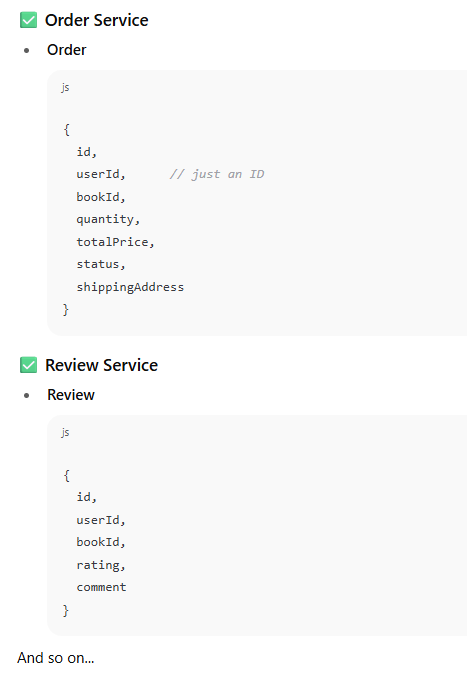 ✅ Order Service
• Order
js
{
  id,
  userId,      // just an ID
  bookId,
  quantity,
  totalPrice,
  status,
  shippingAddress
}
✅ Review Service
• Review
js
{
  id,
  userId,
  bookId,
  rating,
  comment
}
And so on...